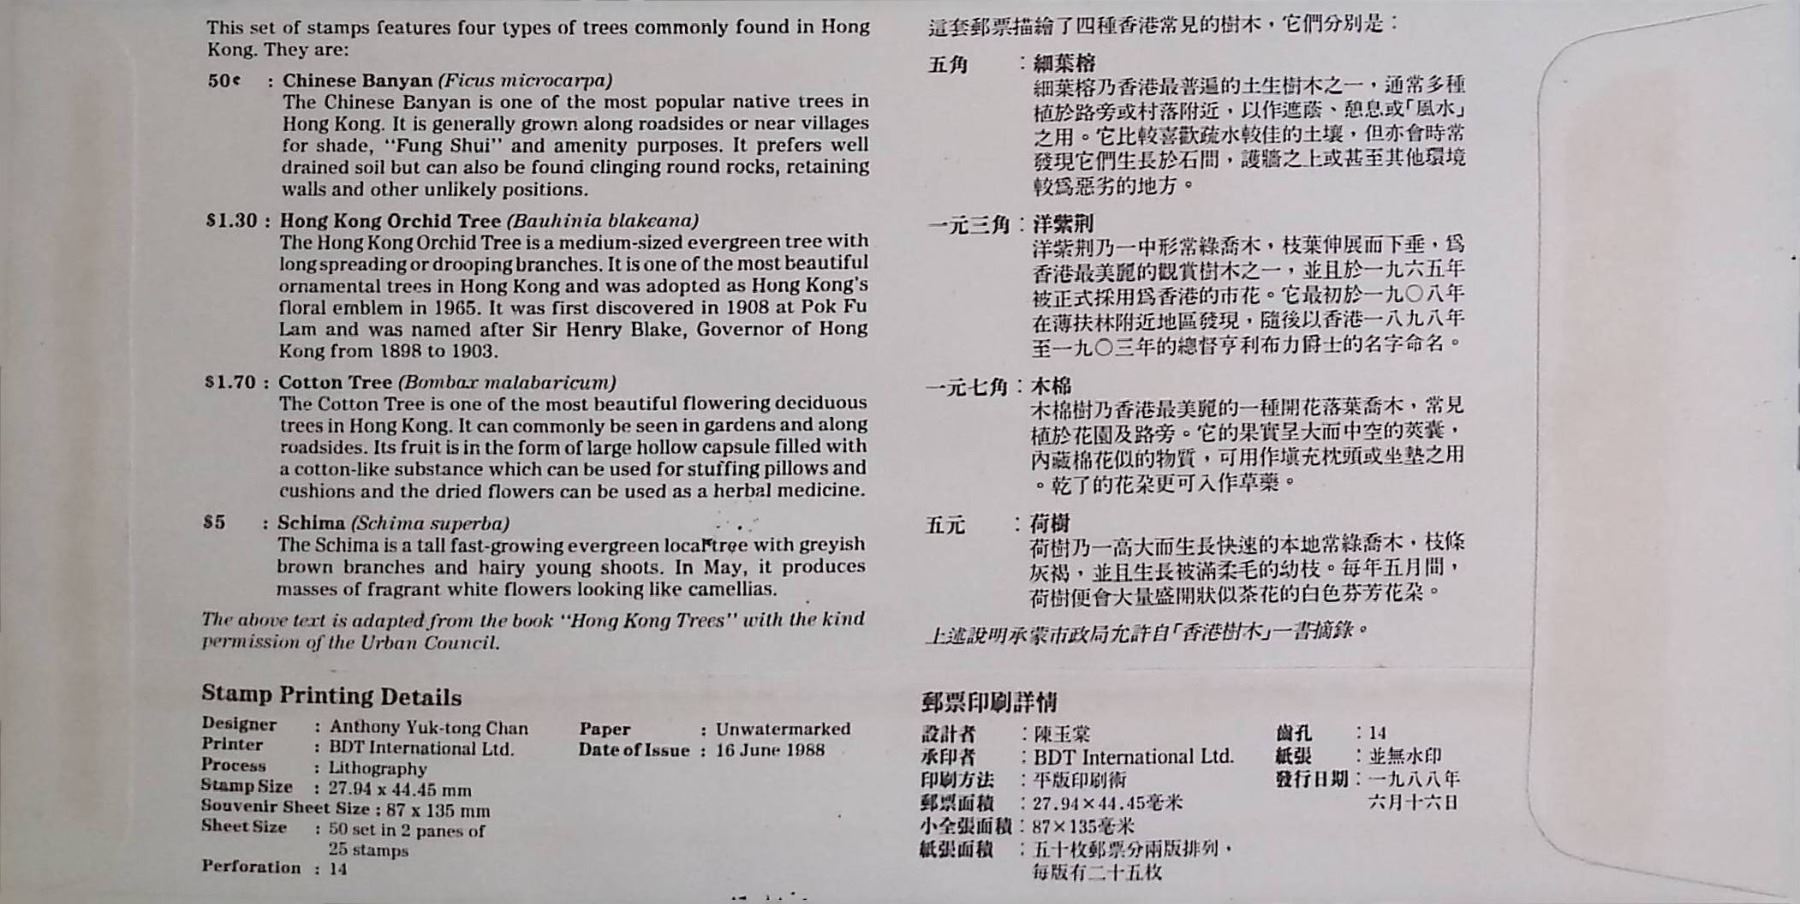 This set of stamps features four types of trees commonly found in Hong
Kong. They are:
50¢ : Chinese Banyan (Ficus microcarpa)
The Chinese Banyan is one of the most popular native trees in
Hong Kong. It is generally grown along roadsides or near villages
for shade, “Fung Shui” and amenity purposes. It prefers well
drained soil but can also be found clinging round rocks, retaining
walls and other unlikely positions.
$1.30 : Hong Kong Orchid Tree (Bauhinia blakeana)
The Hong Kong Orchid Tree is a medium-sized evergreen tree with
long spreading or drooping branches. It is one of the most beautiful
ornamental trees in Hong Kong and was adopted as Hong Kong's
floral emblem in 1965. It was first discovered in 1908 at Pok Fu
Lam and was named after Sir Henry Blake, Governor of Hong
Kong from 1898 to 1903.
$1.70 : Cotton Tree (Bombax malabaricum)
The Cotton Tree is one of the most beautiful flowering deciduous
trees in Hong Kong. It can commonly be seen in gardens and along
roadsides. Its fruit is in the form of large hollow capsule filled with
a cotton-like substance which can be used for stuffing pillows and
cushions and the dried flowers can be used as a herbal medicine.
$5 : Schima (Schima superba)
The Schima is a tall fast-growing evergreen local tree with greyish
brown branches and hairy young shoots. In May, it produces
masses of fragrant white flowers looking like camellias.
The above text is adapted from the book “Hong Kong Trees” with the kind
permission of the Urban Council.
Stamp Printing Details
Designer : Anthony Yuk-tong Chan
Printer : BDT International Ltd.
Process : Lithography
Stamp Size : 27.94 x 44.45 mm
Souvenir Sheet Size : 87 x 135 mm
Sheet Size : 50 set in 2 panes of
25 stamps
Perforation : 14
Paper : Unwatermarked
Date of Issue : 16 June 1988
這套郵票描繪了四種香港常見的樹木，它們分別是：
五角 ：細葉榕
細葉榕乃香港最普遍的土生樹木之一，通常多種
植於路旁或村落附近，以作遮蔭、憩息或「風水」
之用。它比較喜歡疏水較佳的土壤，但亦會時常
發現它們生長於石間，護牆之上或甚至其他環境
較爲惡劣的地方。
一元三角：洋紫荆
洋紫荆乃一中形常綠喬木，枝葉伸展而下垂，爲
香港最美麗的觀賞樹木之一，並且於一九六五年
被正式採用爲香港的市花。它最初於一九〇八年
在薄扶林附近地區發現，隨後以香港一八九八年
至一九〇三年的總督亨利布力爵士的名字命名。
一元七角：木棉
木棉樹乃香港最美麗的一種開花落葉喬木，常見
植於花園及路旁。它的果實呈大而中空的莢囊，
內藏棉花似的物質，可用作塡充枕頭或坐墊之用
。乾了的花朶更可入作草藥。
五元 ：荷樹
荷樹乃一高大而生長快速的本地常綠喬木，枝條
灰褐，並且生長被滿柔毛的幼枝。每年五月間，
荷樹便會大量盛開狀似茶花的白色芬芳花朶。
上述說明承蒙市政局允許自「香港樹木」一書摘錄。
郵票印刷詳情
設計者 ：陳玉棠
承印者 ：BDT International Ltd.
印刷方法 ：平版印刷術
郵票面積 ：27.94×44.45毫米
小全張面積：87×135毫米
紙張面積 ：五十枚郵票分兩版排列，
每版有二十五枚
齒孔 ：14
紙張 ：並無水印
發行日期：一九八八年
六月十六日